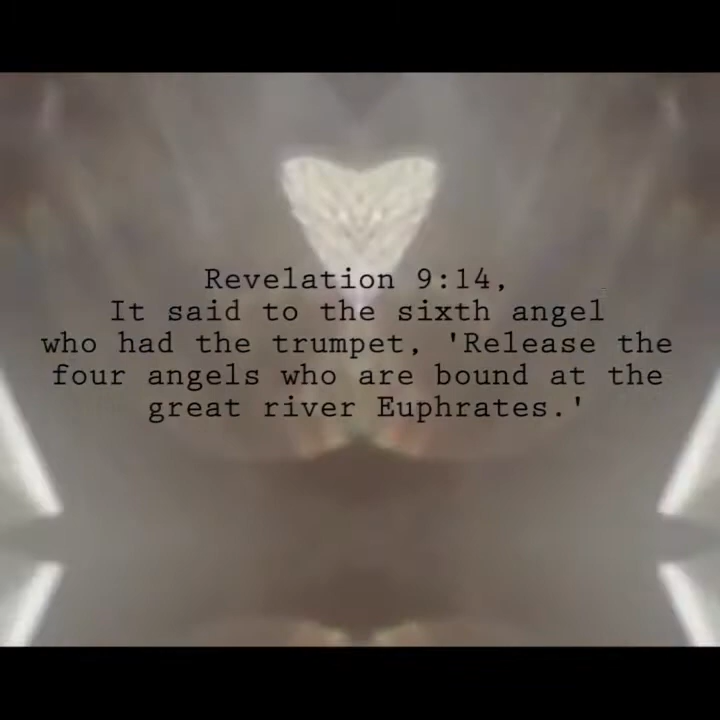 Revelation 9:14,
It said to the sixth angel
who had the trumpet, 'Release the
four angels who are bound at the
great river Euphrates.'